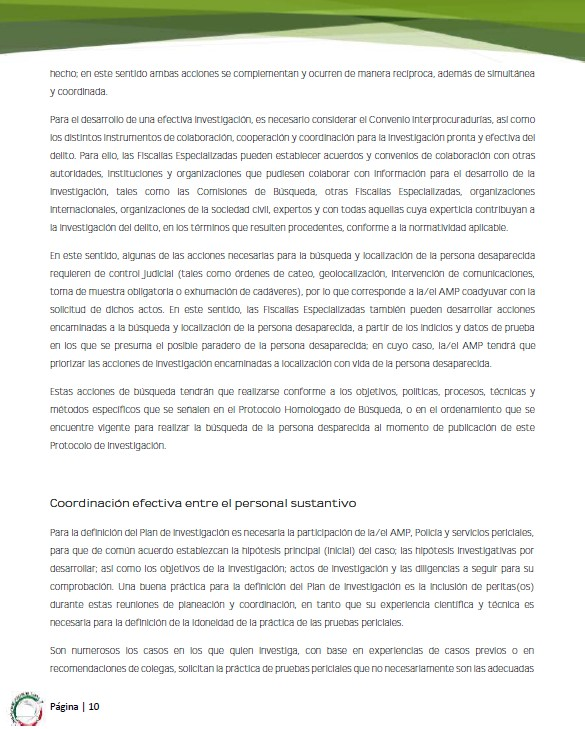 hecho; en este sentido ambas acciones se complementan y ocurren de manera recíproca, además de simultánea
y coordinada.
Para el desarrollo de una efectiva investigación, es necesario considerar el Convenio Interprocuradurías, así como
los distintos instrumentos de colaboración, cooperación y coordinación para la investigación pronta y efectiva del
delito. Para ello, las Fiscalías Especializadas pueden establecer acuerdos y convenios de colaboración con otras
autoridades, instituciones y organizaciones que pudiesen colaborar con información para el desarrollo de la
investigación, tales como las Comisiones de Búsqueda, otras Fiscalías Especializadas, organizaciones
internacionales, organizaciones de la sociedad civil, expertos y con todas aquellas cuya experticia contribuyan a
la investigación del delito, en los términos que resulten procedentes, conforme a la normatividad aplicable.
En este sentido, algunas de las acciones necesarias para la búsqueda y localización de la persona desaparecida
requieren de control judicial (tales como órdenes de cateo, geolocalización, intervención de comunicaciones,
toma de muestra obligatoria o exhumación de cadáveres), por lo que corresponde a la/el AMP coadyuvar con la
solicitud de dichos actos. En este sentido, las Fiscalías Especializadas también pueden desarrollar acciones
encaminadas a la búsqueda y localización de la persona desaparecida, a partir de los indicios y datos de prueba
en los que se presuma el posible paradero de la persona desaparecida; en cuyo caso, la/el AMP tendrá que
priorizar las acciones de investigación encaminadas a localización con vida de la persona desaparecida.
Estas acciones de búsqueda tendrán que realizarse conforme a los objetivos, políticas, procesos, técnicas y
métodos específicos que se señalen en el Protocolo Homologado de Búsqueda, o en el ordenamiento que se
encuentre vigente para realizar la búsqueda de la persona desparecida al momento de publicación de este
Protocolo de Investigación.
Coordinación efectiva entre el personal sustantivo
Para la definición del Plan de Investigación es necesaria la participación de la/el AMP, Policía y servicios periciales,
para que de común acuerdo establezcan la hipótesis principal (inicial) del caso; las hipótesis investigativas por
desarrollar; así como los objetivos de la investigación; actos de investigación y las diligencias a seguir para su
comprobación. Una buena práctica para la definición del Plan de Investigación es la inclusión de peritas(os)
durante estas reuniones de planeación y coordinación, en tanto que su experiencia científica y técnica es
necesaria para la definición de la idoneidad de la práctica de las pruebas periciales.
Son numerosos los casos en los que quien investiga, con base en experiencias de casos previos o en
recomendaciones de colegas, solicitan la práctica de pruebas periciales que no necesariamente son las adecuadas
Página | 10